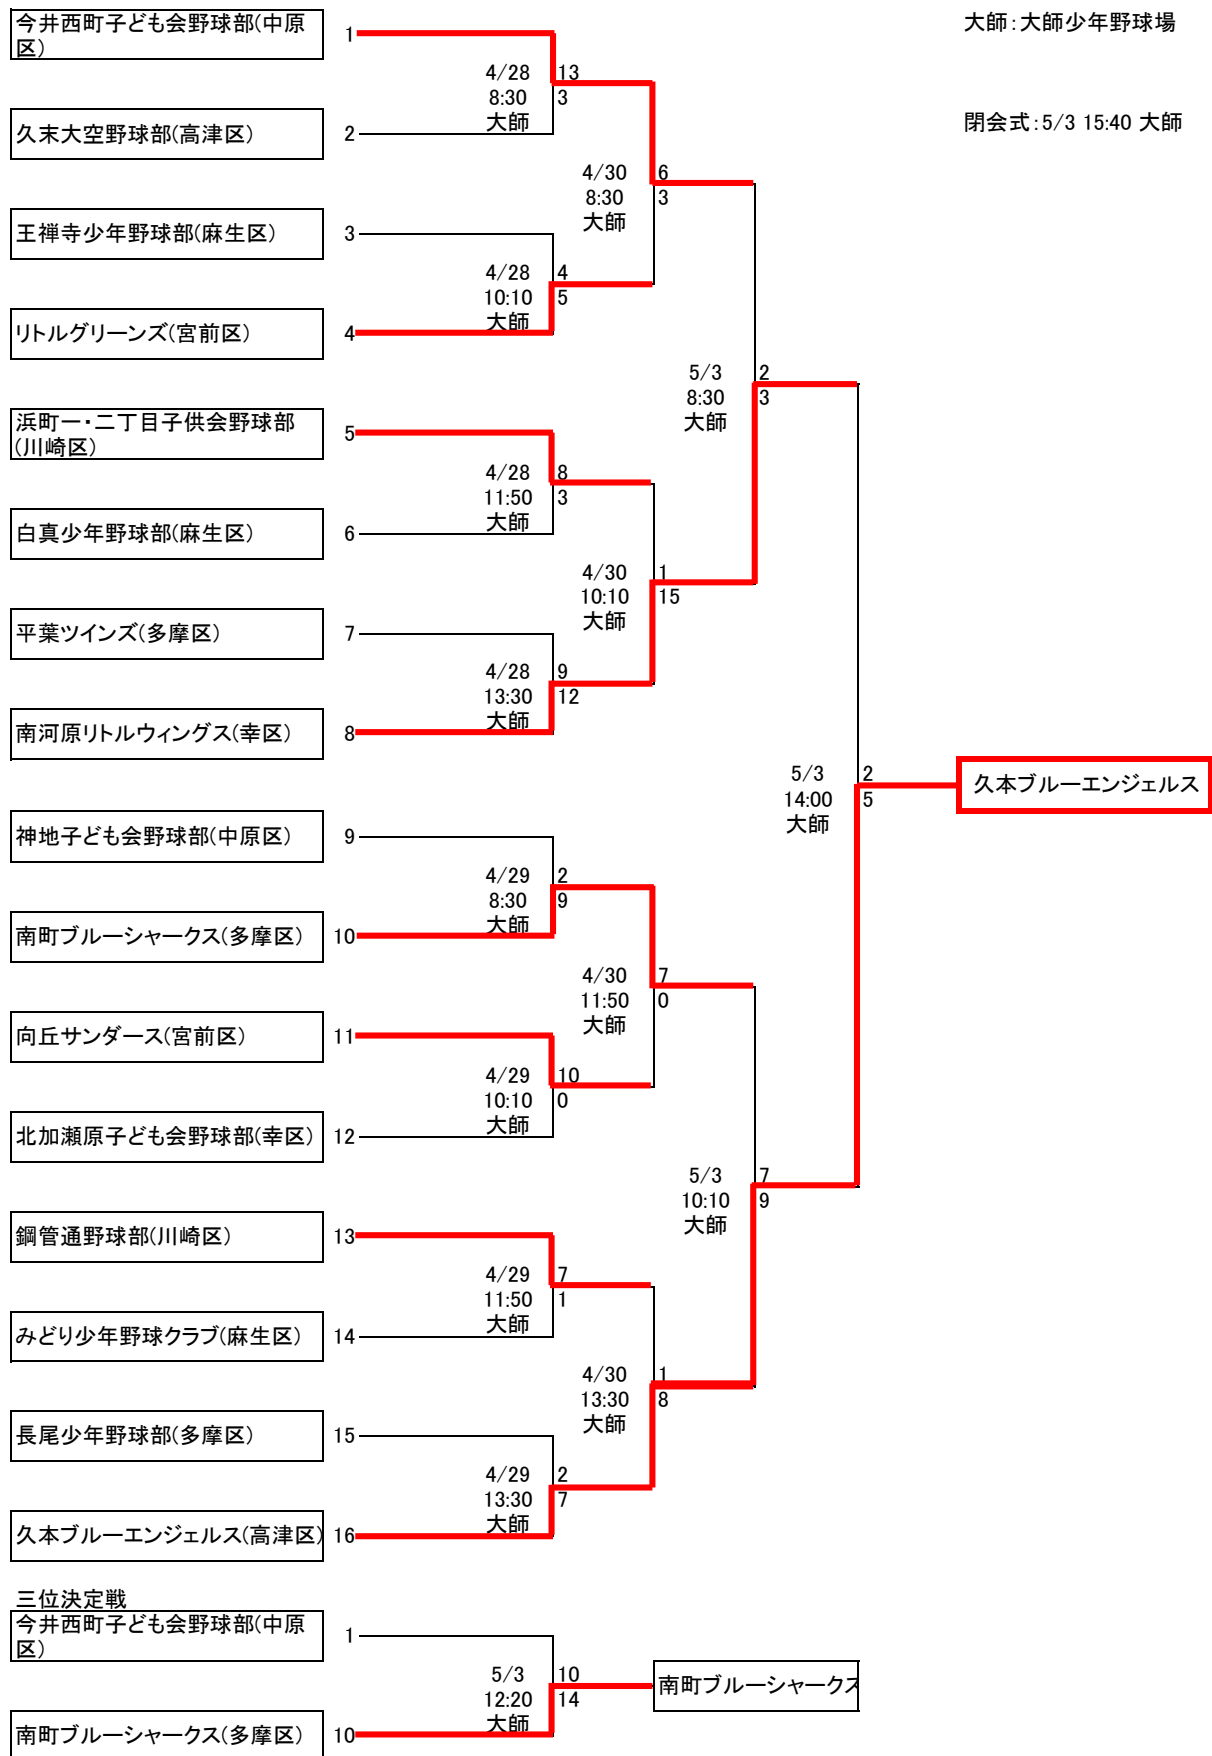 今井西町子ども会野球部(中原
区)
1
大師:大師少年野球場
4/28
8:30
大師
13
3
久末大空野球部(高津区)
2
閉会式:5/3 15:40 大師
4/30
8:30
大師
6
3
王禅寺少年野球部(麻生区)
3
4/28
10:10
大師
4
5
リトルグリーンズ(宮前区)
4
5/3
8:30
大師
2
3
浜町一・二丁目子供会野球部
(川崎区)
5
4/28
11:50
大師
8
3
白真少年野球部(麻生区)
6
4/30
10:10
大師
1
15
平葉ツインズ(多摩区)
7
4/28
13:30
大師
9
12
南河原リトルウィングス(幸区)
8
5/3
14:00
大師
2
5
久本ブルーエンジェルス
神地子ども会野球部(中原区)
9
4/29
8:30
大師
2
9
南町ブルーシャークス(多摩区)
10
4/30
11:50
大師
7
0
向丘サンダース(宮前区)
11
4/29
10:10
大師
10
0
北加瀬原子ども会野球部(幸区)
12
5/3
10:10
大師
7
9
鋼管通野球部(川崎区)
13
4/29
11:50
大師
7
1
みどり少年野球クラブ(麻生区)
14
4/30
13:30
大師
1
8
長尾少年野球部(多摩区)
15
4/29
13:30
大師
2
7
久本ブルーエンジェルス(高津区)
16
三位決定戦
今井西町子ども会野球部(中原
区)
1
5/3
12:20
大師
10
14
南町ブルーシャークス
南町ブルーシャークス(多摩区)
10